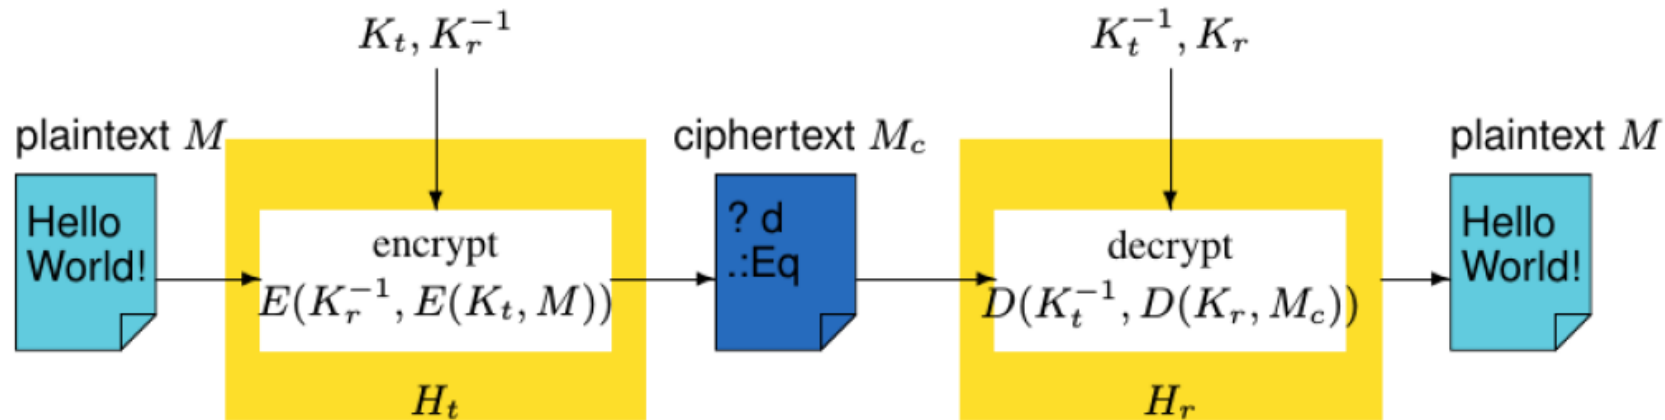 K_t, K_r^{-1}
K_t^{-1}, K_r
plaintext M
ciphertext M_c
plaintext M
Hello
World!
encrypt
E(K_r^{-1}, E(K_t, M))
? d
.:Eq
decrypt
D(K_t^{-1}, D(K_r, M_c))
Hello
World!
H_t
H_r